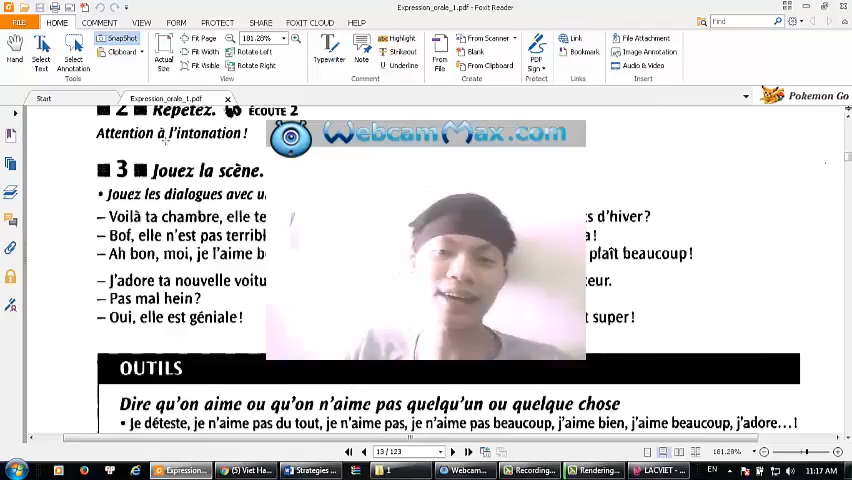 Expression_orale_1.pdf - Foxit Reader
FILE HOME COMMENT VIEW FORM PROTECT SHARE FOXIT CLOUD HELP
Find
Hand
Select Text
Select Annotation
SnapShot
Clipboard
Tools
Actual Size
Fit Page
Fit Width
Fit Visible
181.28%
Rotate Left
Rotate Right
View
Typewriter
Note
Highlight
Strikeout
Underline
Comment
From File
From Scanner
Blank
From Clipboard
Create
PDF Sign
Protect
Link
Bookmark
File Attachment
Image Annotation
Audio & Video
Links
Insert
Start Expression_orale_1.pdf
Pokemon Go
2 Répétez. ÉCOUTE 2
Attention à l'intonation !
WebcamMax.com
3 Jouez la scène.
• Jouez les dialogues avec
– Voilà ta chambre, elle te d'hiver?
– Bof, elle n'est pas
– Ah bon, moi, je l'aime plaît beaucoup!
– J'adore ta nouvelle
– Pas mal hein?
– Oui, elle est géniale! super!
OUTILS
Dire qu'on aime ou qu'on n'aime pas quelqu'un ou quelque chose
• Je déteste, je n'aime pas du tout, je n'aime pas, je n'aime pas beaucoup, j'aime bien, j'aime beaucoup, j'adore...!
13 / 123
181.28%
Expression...
Viet Ha...
Strategies ...
1
Webcam...
Recording...
Rendering...
LACVIET -...
EN
11:17 AM